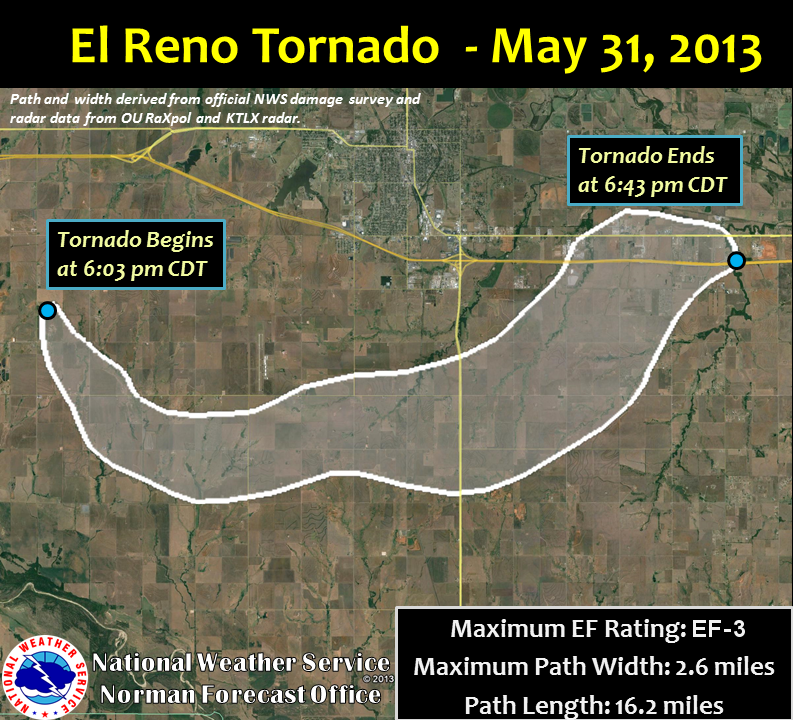 El Reno Tornado - May 31, 2013
Path and width derived from official NWS damage survey and
radar data from OU RaXpol and KTLX radar.
Tornado Ends
at 6:43 pm CDT
Tornado Begins
at 6:03 pm CDT
Maximum EF Rating: EF-3
Maximum Path Width: 2.6 miles
Path Length: 16.2 miles
NATIONAL WEATHER SERVICE
National Weather Service
© 2013
Norman Forecast Office